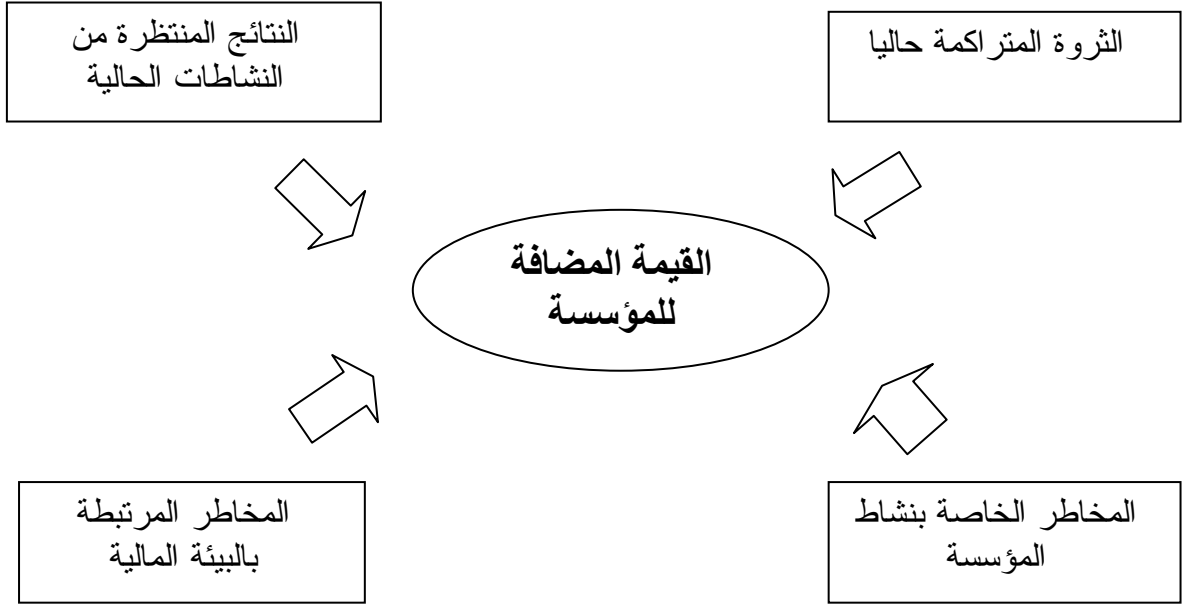 الثروة المتراكمة حاليا
النتائج المنتظرة من
النشاطات الحالية
القيمة المضافة
للمؤسسة
المخاطر الخاصة بنشاط
المؤسسة
المخاطر المرتبطة
بالبيئة المالية